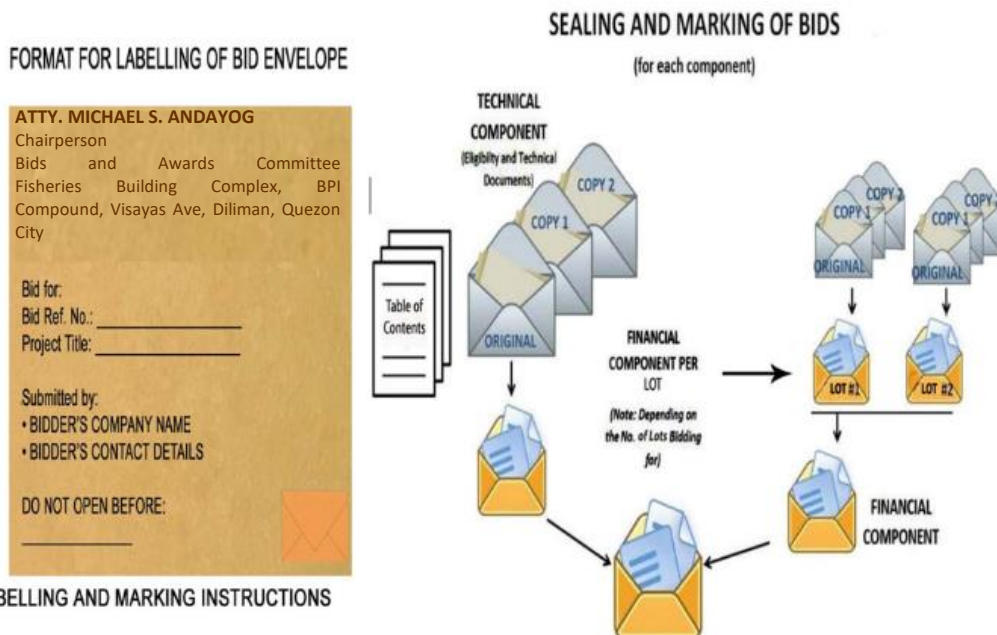 FORMAT FOR LABELLING OF BID ENVELOPE
ATTY. MICHAEL S. ANDAYOG
Chairperson
Bids and Awards Committee
Fisheries Building Complex, BPI
Compound, Visayas Ave, Diliman, Quezon
City
Bid for:
Bid Ref. No.:
Project Title:
Submitted by:
• BIDDER'S COMPANY NAME
• BIDDER'S CONTACT DETAILS
DO NOT OPEN BEFORE:
BELLING AND MARKING INSTRUCTIONS
SEALING AND MARKING OF BIDS
(for each component)
TECHNICAL
COMPONENT
(Eligibilty and Technical
Documents)
COPY 2
COPY 1
ORIGINAL
Table of
Contents
FINANCIAL
COMPONENT PER
LOT
(Note: Depending on
the No. of Lots Bidding
for)
COPY 2
COPY 1
ORIGINAL
COPY
COPY 1
ORIGINAL
LOT #1
LOT #2
FINANCIAL
COMPONENT